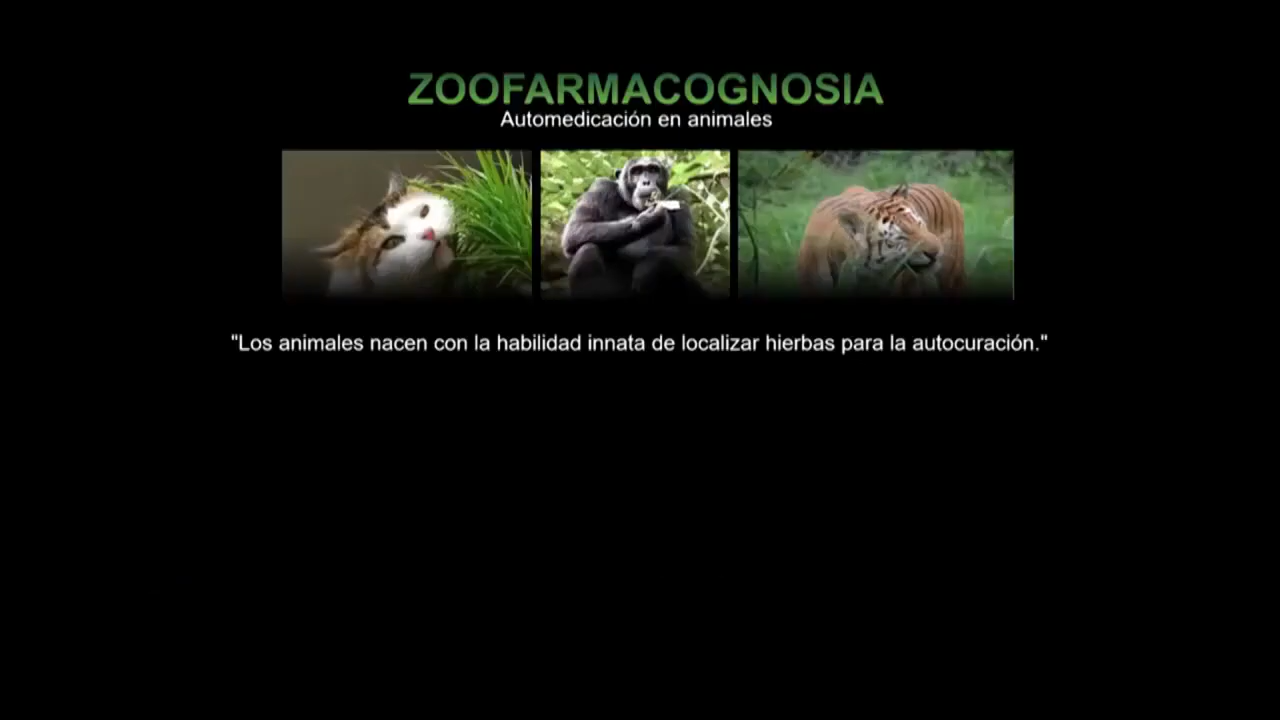 ZOOFARMACOGNOSIA
Automedicación en animales
"Los animales nacen con la habilidad innata de localizar hierbas para la autocuración."